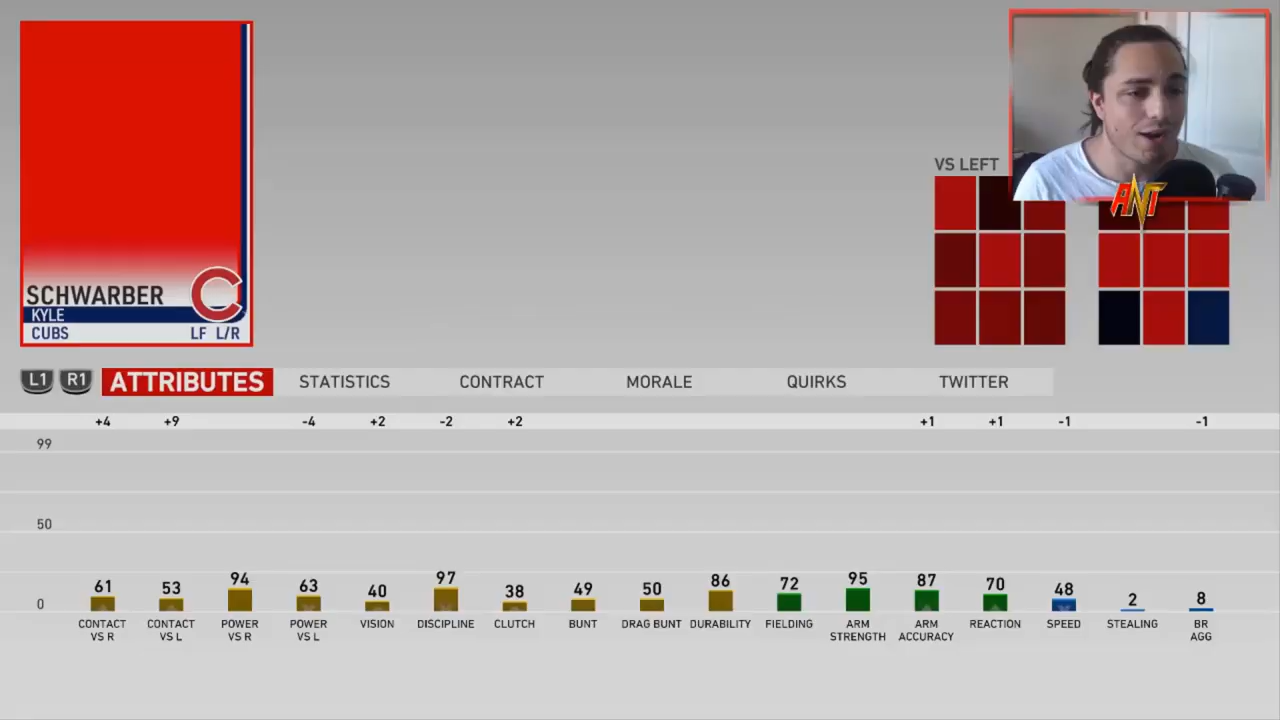 SCHWARBER
KYLE
CUBS LF L/R
C
VS LEFT
ANT
L1 R1 ATTRIBUTES STATISTICS CONTRACT MORALE QUIRKS TWITTER
+4 +9 -4 +2 -2 +2 +1 +1 -1 -1
99
50
0
61 53 94 63 40 97 38 49 50 86 72 95 87 70 48 2 8
CONTACT VS R
CONTACT VS L
POWER VS R
POWER VS L
VISION
DISCIPLINE
CLUTCH
BUNT
DRAG BUNT
DURABILITY
FIELDING
ARM STRENGTH
ARM ACCURACY
REACTION
SPEED
STEALING
BR AGG